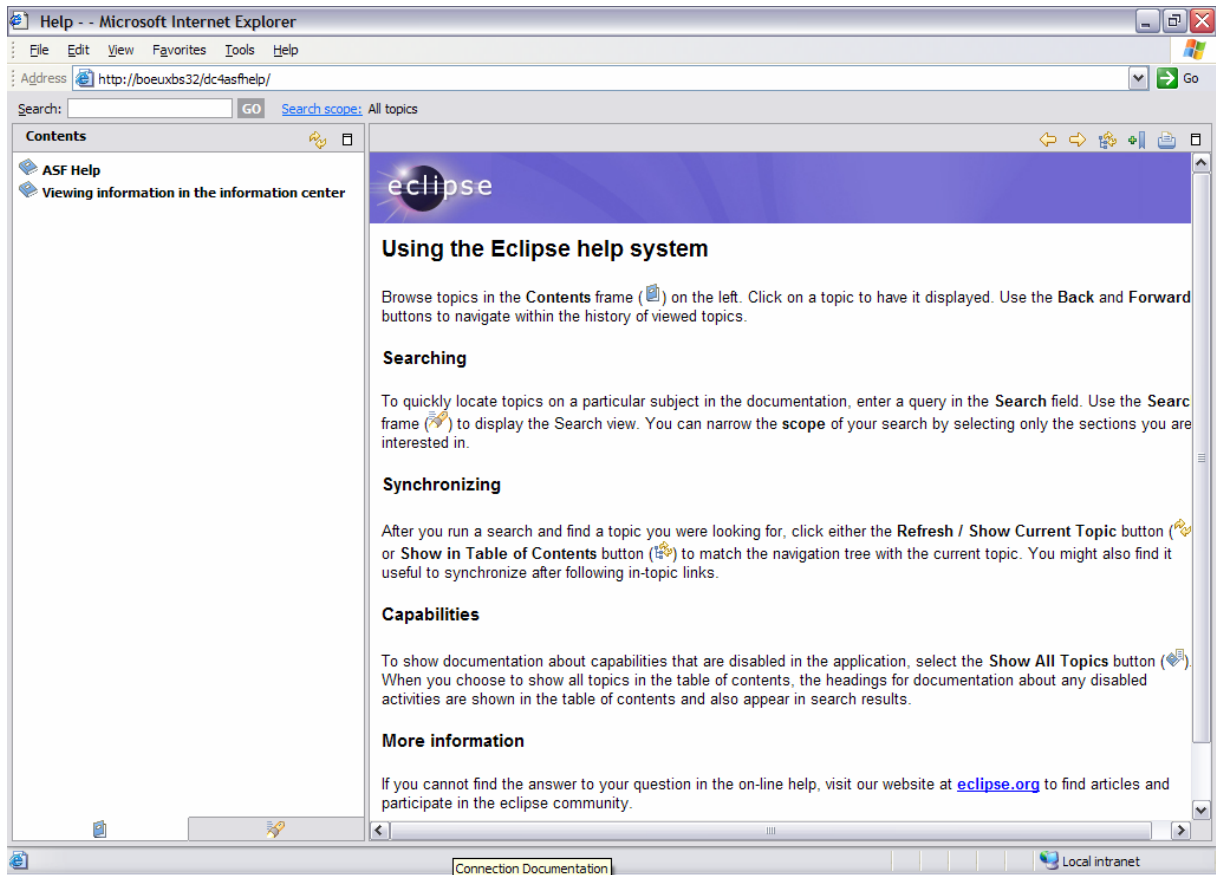 Help - - Microsoft Internet Explorer
File Edit View Favorites Tools Help
Address http://boeuxbs32/dc4asfhelp/ Go
Search: GO Search scope: All topics
Contents
ASF Help
Viewing information in the information center
eclipse
Using the Eclipse help system
Browse topics in the Contents frame ( ) on the left. Click on a topic to have it displayed. Use the Back and Forward
buttons to navigate within the history of viewed topics.
Searching
To quickly locate topics on a particular subject in the documentation, enter a query in the Search field. Use the Searc
frame ( ) to display the Search view. You can narrow the scope of your search by selecting only the sections you are
interested in.
Synchronizing
After you run a search and find a topic you were looking for, click either the Refresh / Show Current Topic button (
or Show in Table of Contents button ( ) to match the navigation tree with the current topic. You might also find it
useful to synchronize after following in-topic links.
Capabilities
To show documentation about capabilities that are disabled in the application, select the Show All Topics button ( ).
When you choose to show all topics in the table of contents, the headings for documentation about any disabled
activities are shown in the table of contents and also appear in search results.
More information
If you cannot find the answer to your question in the on-line help, visit our website at eclipse.org to find articles and
participate in the eclipse community.
Connection Documentation
Local intranet